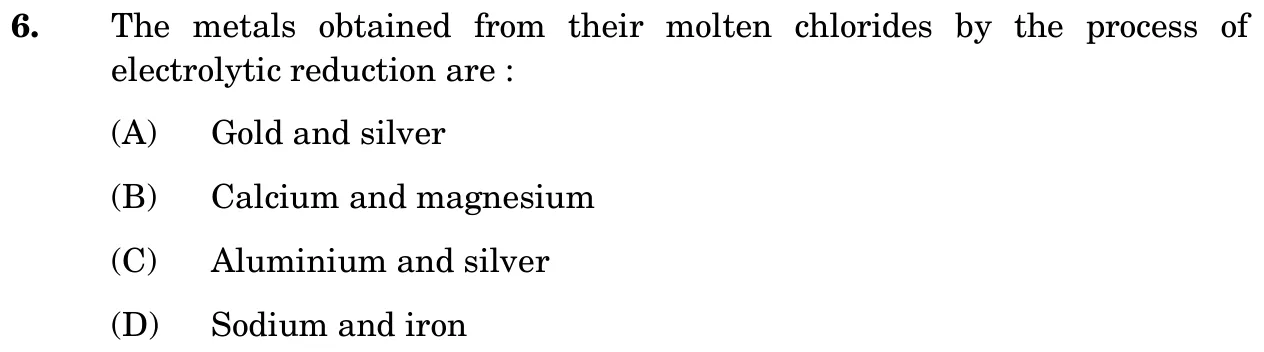 6. The metals obtained from their molten chlorides by the process of
electrolytic reduction are :
(A) Gold and silver
(B) Calcium and magnesium
(C) Aluminium and silver
(D) Sodium and iron